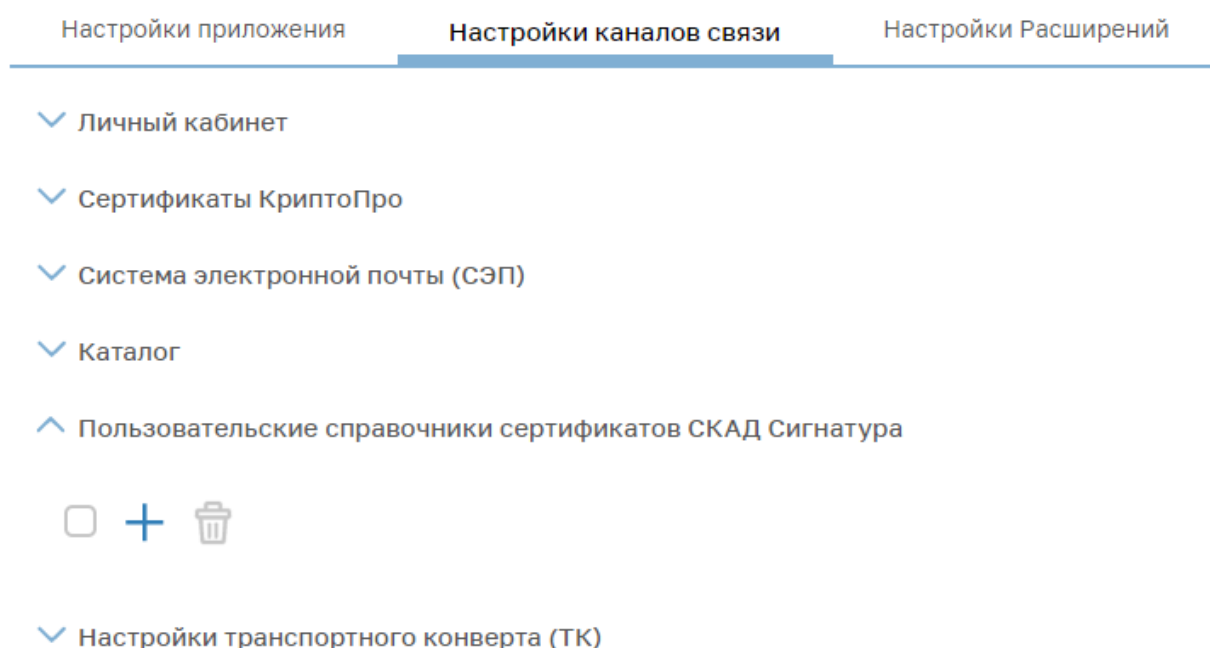 Настройки приложения Настройки каналов связи Настройки Расширений
Личный кабинет
Сертификаты КриптоПро
Система электронной почты (СЭП)
Каталог
Пользовательские справочники сертификатов СКАД Сигнатура
Настройки транспортного конверта (ТК)